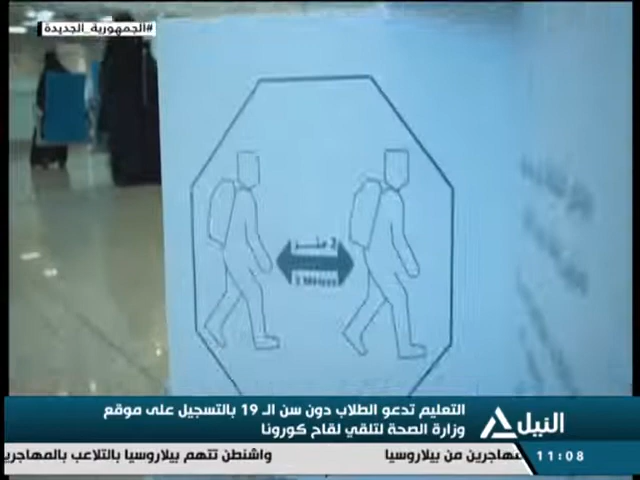 #الجمهورية_الجديدة
2 متر
2 Metres
التعليم تدعو الطلاب دون سن الـ 19 بالتسجيل على موقع
وزارة الصحة لتلقي لقاح كورونا
النيل
مهاجرين من بيلاروسيا
واشنطن تتهم بيلاروسيا بالتلاعب بالمهاجرين
11:08